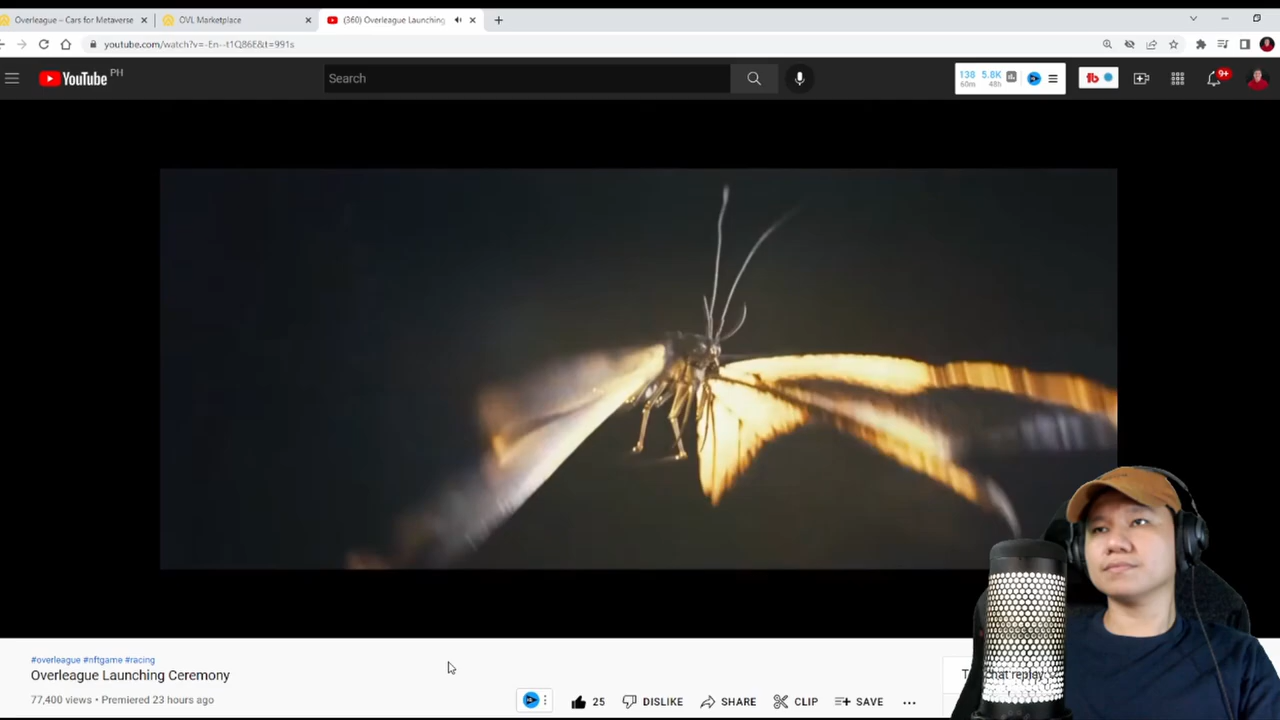 Overleague – Cars for Metaverse
OVL Marketplace
(360) Overleague Launching
youtube.com/watch?v=-En--t1Q86E&t=991s
YouTube PH
Search
138 5.8K
60m 48h
9+
#overleague #nftgame #racing
Overleague Launching Ceremony
77,400 views • Premiered 23 hours ago
25
DISLIKE
SHARE
CLIP
SAVE
chat replay